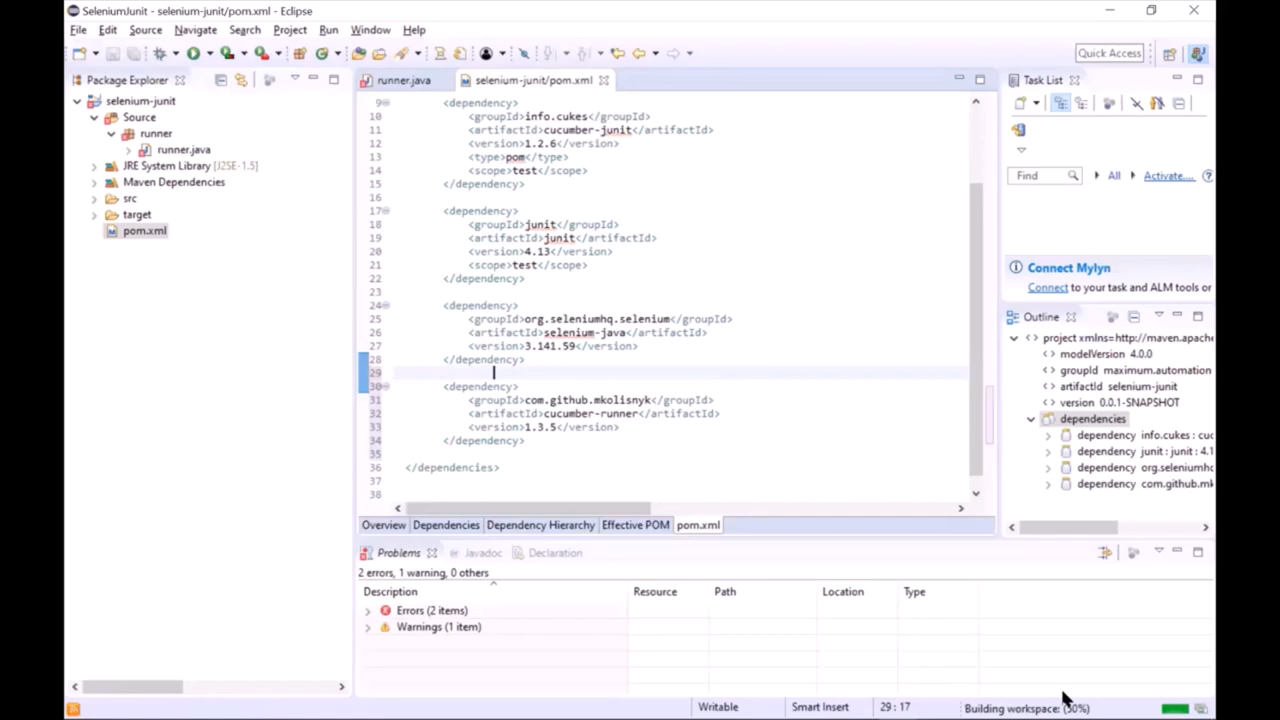 SeleniumJunit - selenium-junit/pom.xml - Eclipse
File Edit Source Navigate Search Project Run Window Help
Quick Access
Package Explorer
selenium-junit
Source
runner
runner.java
JRE System Library [J2SE-1.5]
Maven Dependencies
src
target
pom.xml
runner.java selenium-junit/pom.xml
9 <dependency>
10 <groupId>info.cukes</groupId>
11 <artifactId>cucumber-junit</artifactId>
12 <version>1.2.6</version>
13 <type>pom</type>
14 <scope>test</scope>
15 </dependency>
16
17 <dependency>
18 <groupId>junit</groupId>
19 <artifactId>junit</artifactId>
20 <version>4.13</version>
21 <scope>test</scope>
22 </dependency>
23
24 <dependency>
25 <groupId>org.seleniumhq.selenium</groupId>
26 <artifactId>selenium-java</artifactId>
27 <version>3.141.59</version>
28 </dependency>
29
30 <dependency>
31 <groupId>com.github.mkolisnyk</groupId>
32 <artifactId>cucumber-runner</artifactId>
33 <version>1.3.5</version>
34 </dependency>
35
36 </dependencies>
37
38
Overview Dependencies Dependency Hierarchy Effective POM pom.xml
Task List
Find All Activate...
Connect Mylyn
Connect to your task and ALM tools or
Outline
project xmlns=http://maven.apache
modelVersion 4.0.0
groupId maximum.automation
artifactId selenium-junit
version 0.0.1-SNAPSHOT
dependencies
dependency info.cukes : cuc
dependency junit : junit : 4.1
dependency org.seleniumhc
dependency com.github.mk
Problems Javadoc Declaration
2 errors, 1 warning, 0 others
Description Resource Path Location Type
Errors (2 items)
Warnings (1 item)
Writable Smart Insert 29 : 17 Building workspace: (50%)